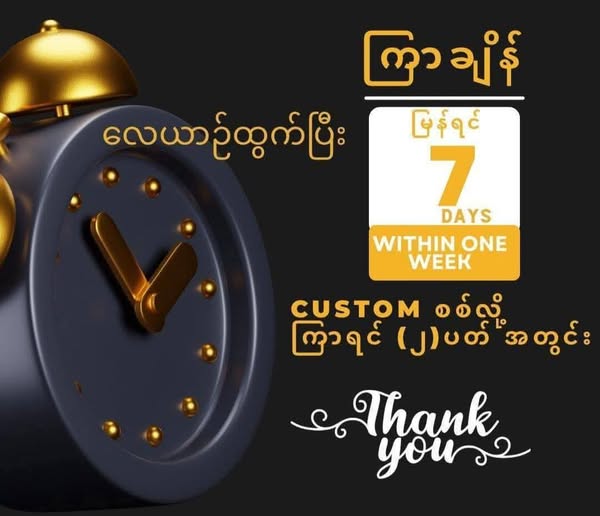 ကြာချိန်
လေယာဉ်ထွက်ပြီး
မြန်ရင်
7
DAYS
WITHIN ONE
WEEK
CUSTOM စစ်လို့
ကြာရင် (၂)ပတ် အတွင်း
Thank
you